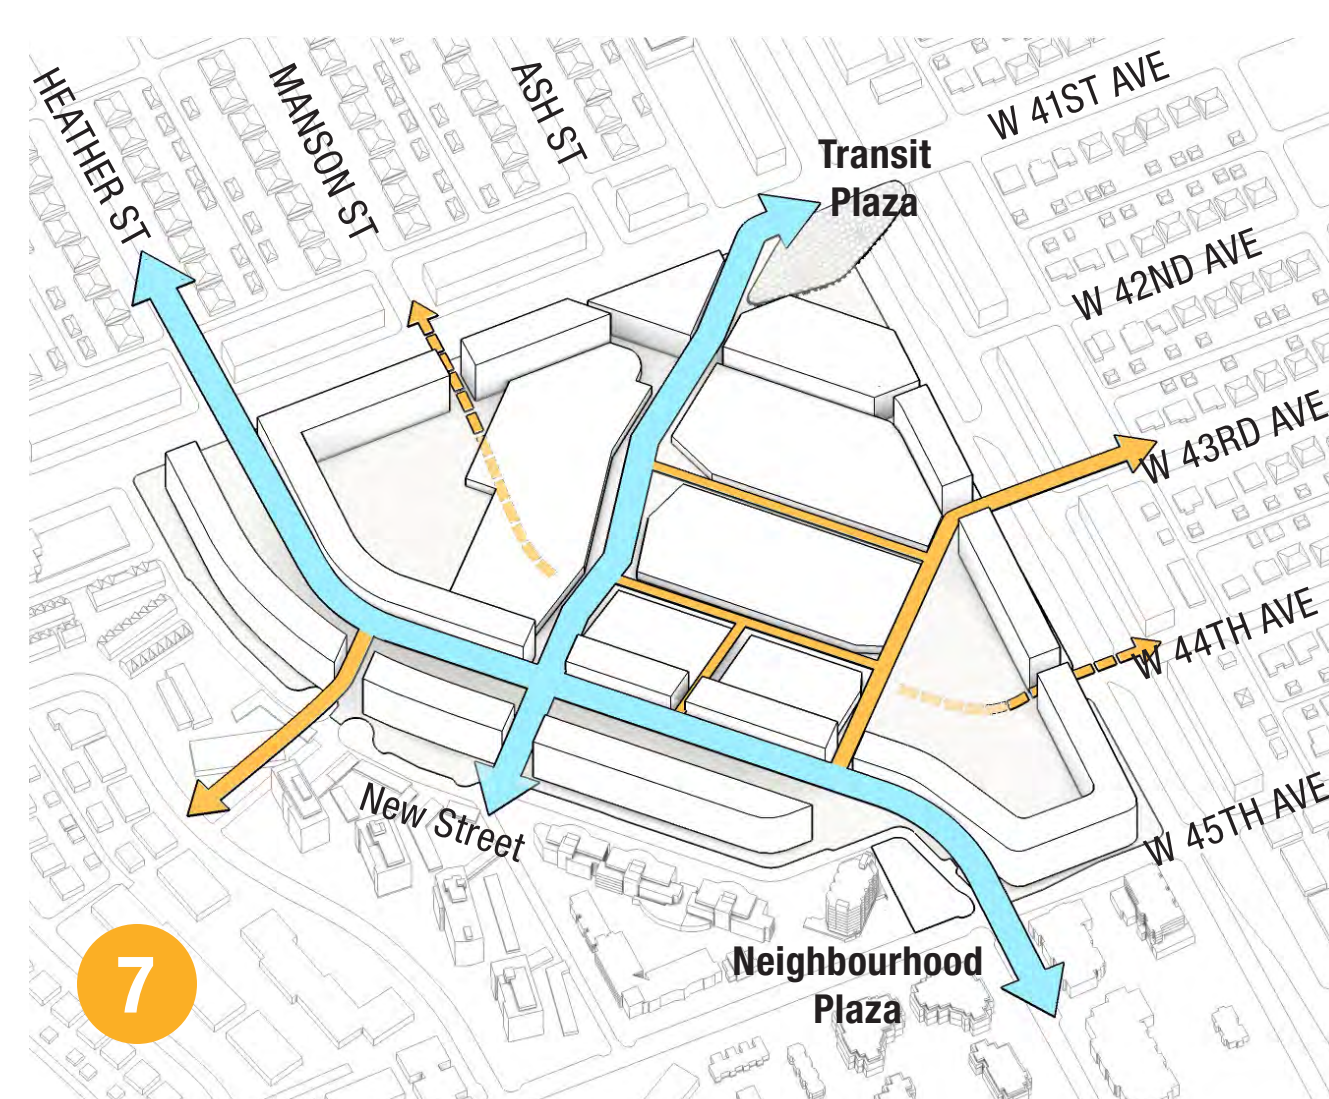 HEATHER ST
MANSON ST
ASH ST
W 41ST AVE
Transit
Plaza
W 42ND AVE
W 43RD AVE
W 44TH AVE
W 45TH AVE
New Street
Neighbourhood
Plaza
7